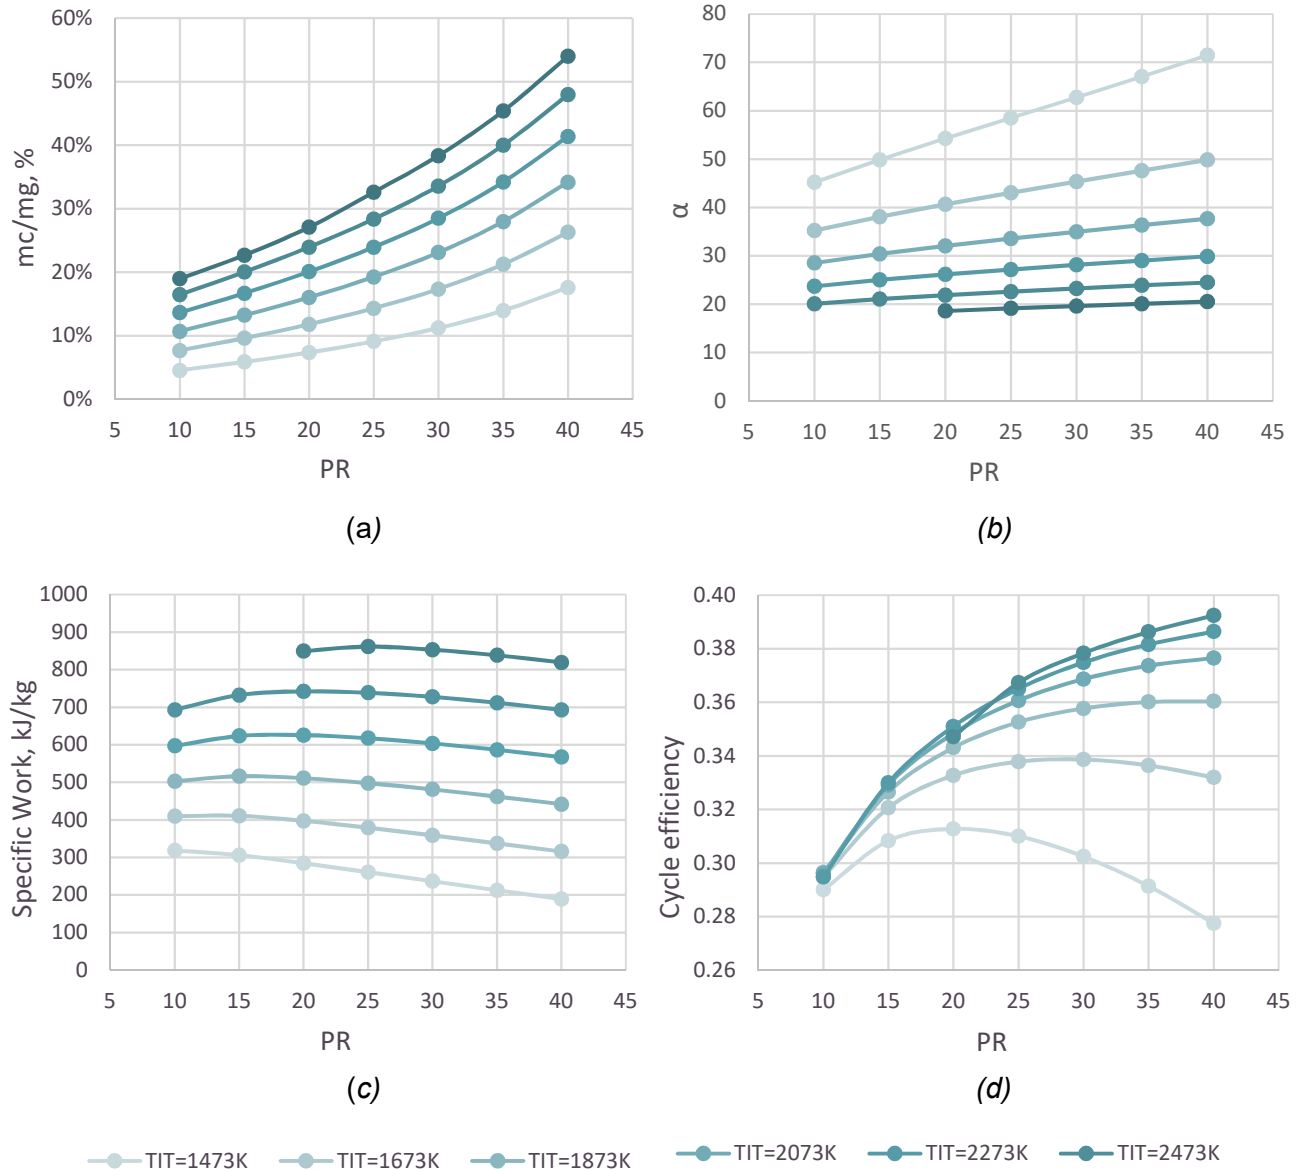 60%
50%
40%
30%
20%
10%
0%
mc/mg, %
5 10 15 20 25 30 35 40 45
PR
(a)
80
70
60
50
40
30
20
10
0
α
5 10 15 20 25 30 35 40 45
PR
(b)
1000
900
800
700
600
500
400
300
200
100
0
Specific Work, kJ/kg
5 10 15 20 25 30 35 40 45
PR
(c)
0.40
0.38
0.36
0.34
0.32
0.30
0.28
0.26
Cycle efficiency
5 10 15 20 25 30 35 40 45
PR
(d)
TIT=1473K TIT=1673K TIT=1873K TIT=2073K TIT=2273K TIT=2473K